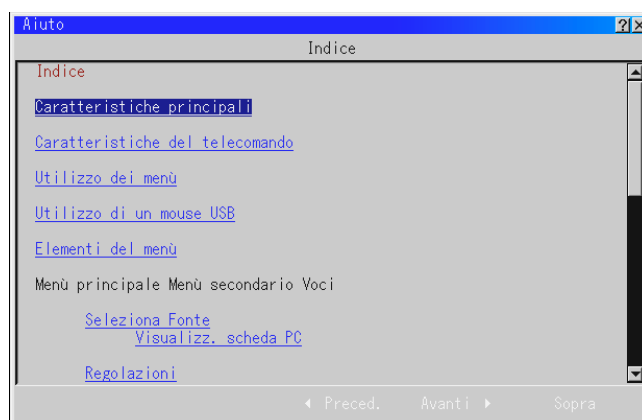 Aiuto
Indice
Indice
Caratteristiche principali
Caratteristiche del telecomando
Utilizzo dei menù
Utilizzo di un mouse USB
Elementi del menù
Menù principale Menù secondario Voci
Seleziona Fonte
Visualizz. scheda PC
Regolazioni
Preced. Avanti Sopra